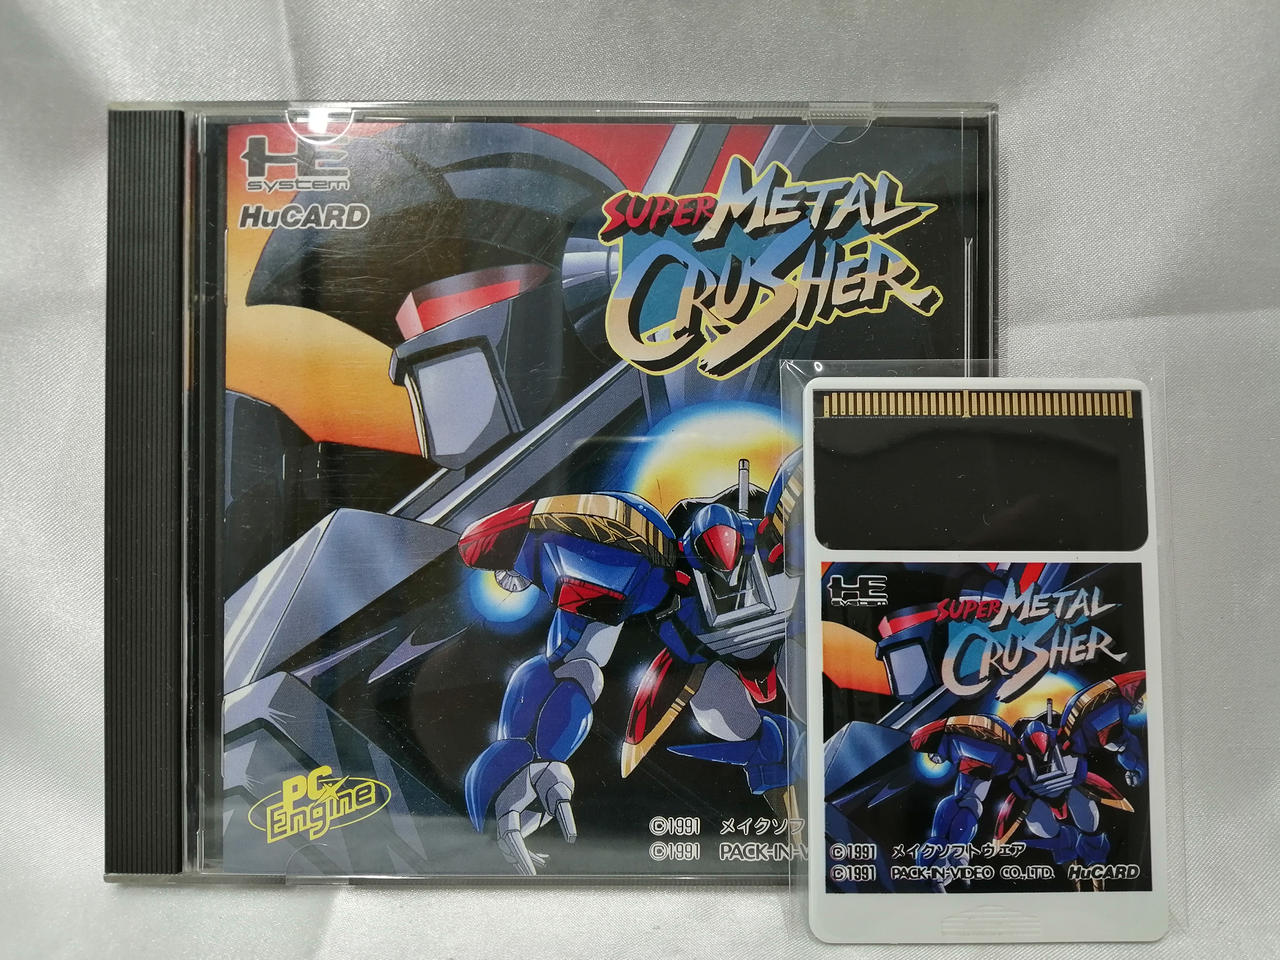 HE
SYSTEM
HuCARD
SUPER METAL
CRUSHER
PC Engine
©1991 メイクソフ
©1991 PACK-IN-V
HE
SYSTEM
SUPER METAL
CRUSHER
©1991 メイクソフトウェア
©1991 PACK-IN-VIDEO CO.,LTD. HuCARD